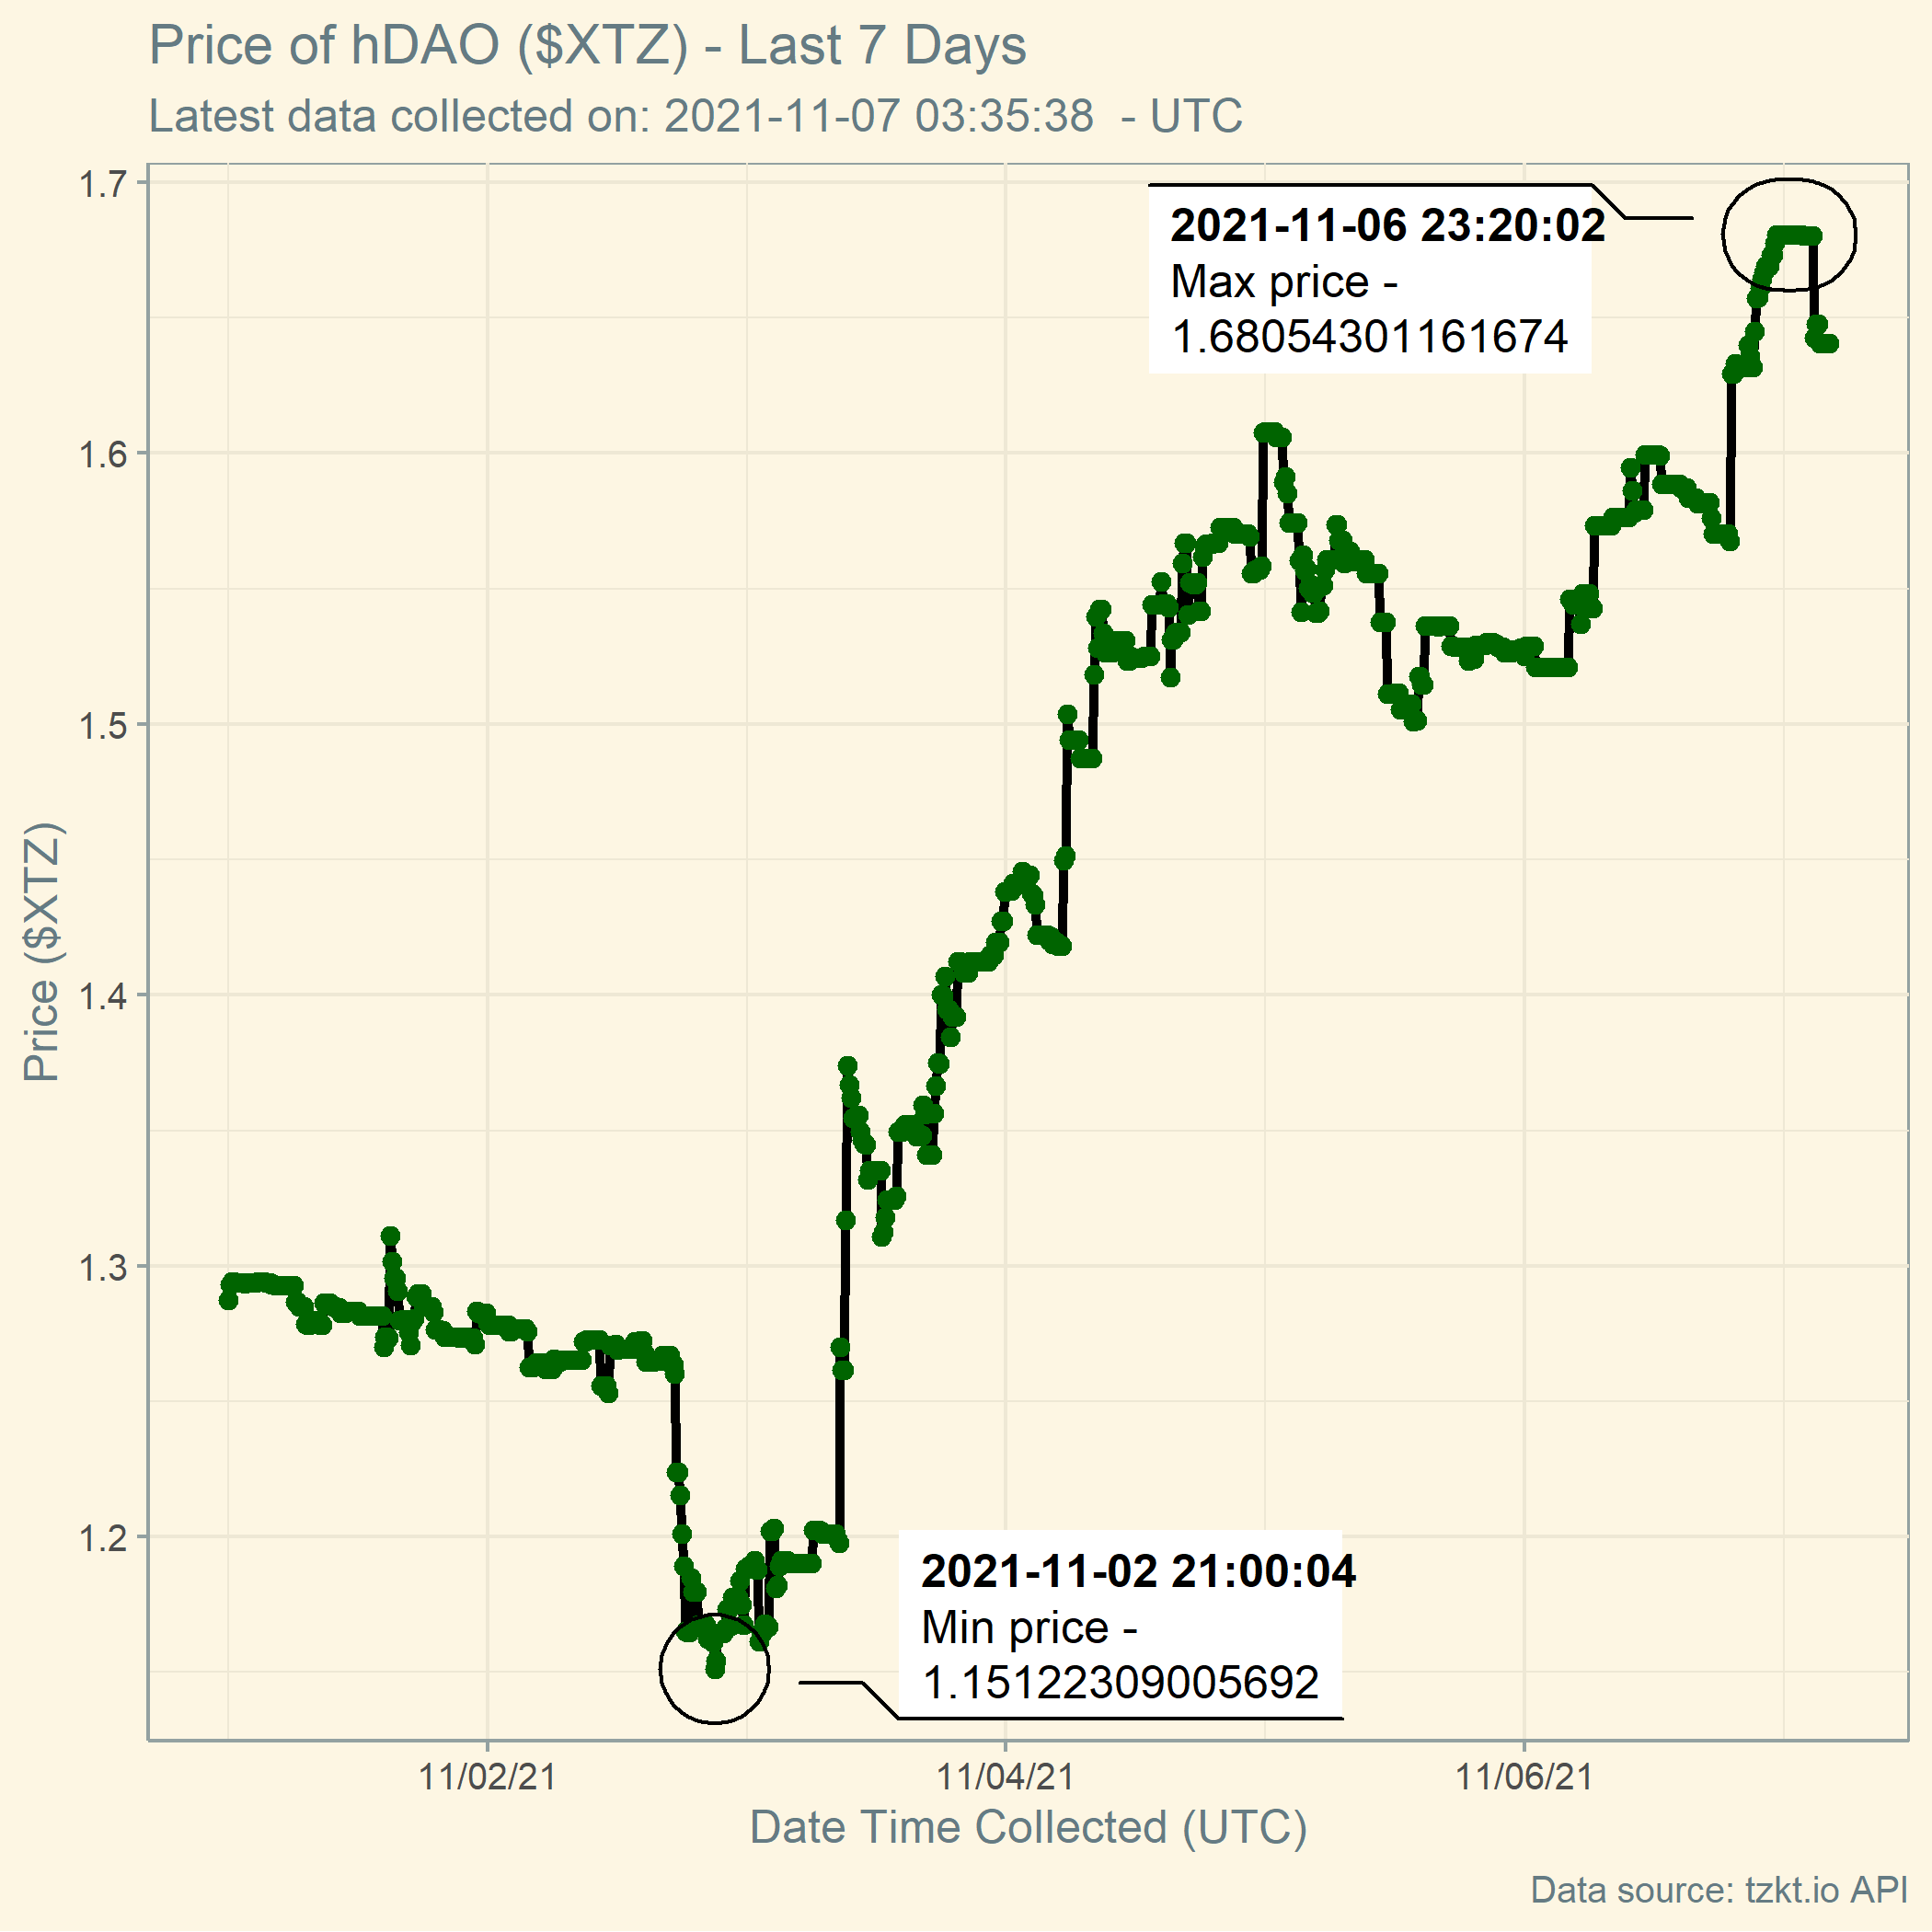 Price of hDAO ($XTZ) - Last 7 Days
Latest data collected on: 2021-11-07 03:35:38  - UTC
1.7
1.6
1.5
1.4
1.3
1.2
Price ($XTZ)
2021-11-06 23:20:02
Max price -
1.68054301161674
2021-11-02 21:00:04
Min price -
1.15122309005692
11/02/21
11/04/21
11/06/21
Date Time Collected (UTC)
Data source: tzkt.io API